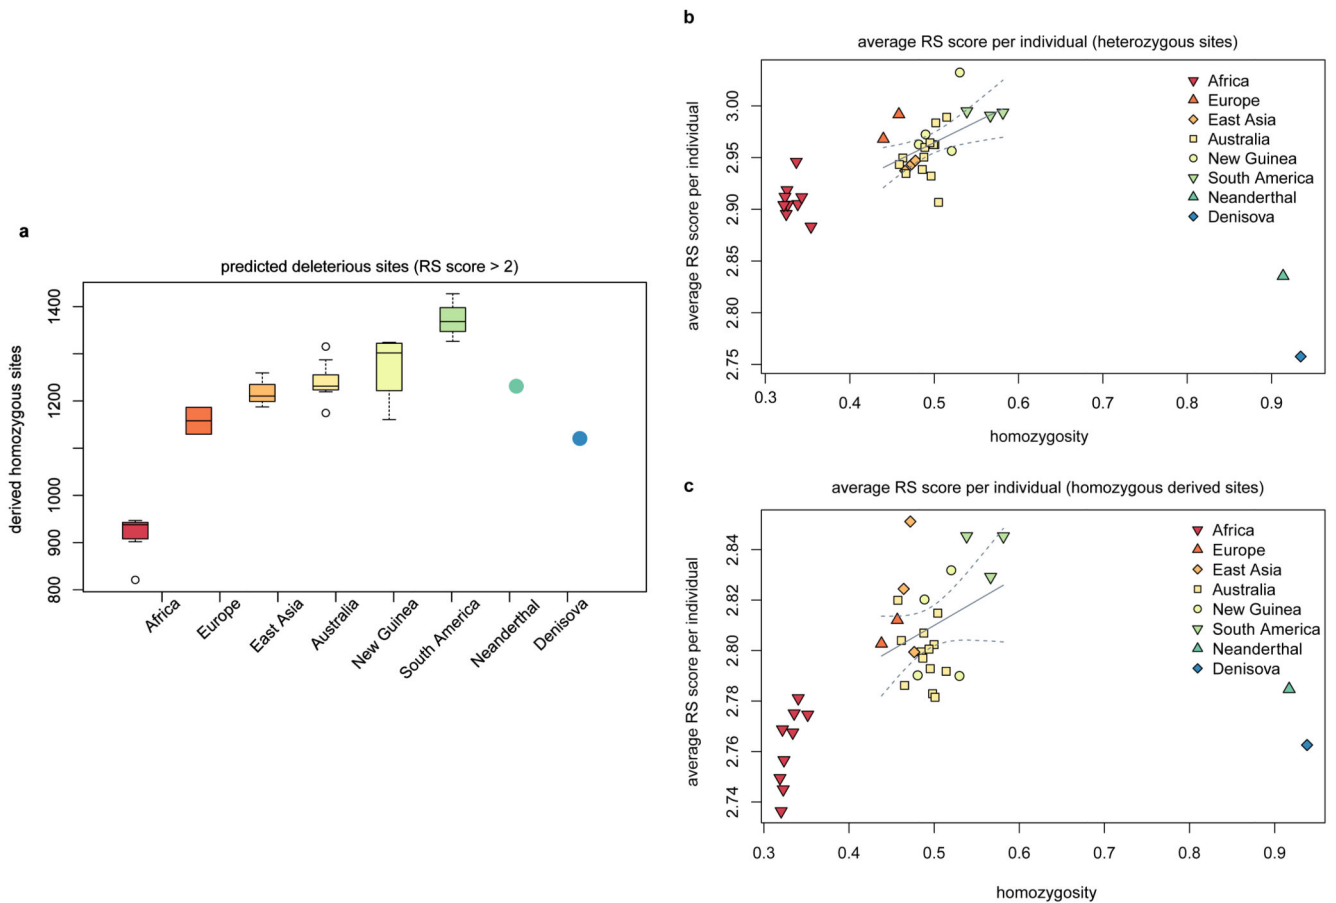 a
predicted deleterious sites (RS score > 2)
derived homozygous sites
1400
1200
1000
900
800
Africa
Europe
East Asia
Australia
New Guinea
South America
Neanderthal
Denisova
b
average RS score per individual (heterozygous sites)
average RS score per individual
3.00
2.95
2.90
2.85
2.80
2.75
0.3 0.4 0.5 0.6 0.7 0.8 0.9
homozygosity
Africa
Europe
East Asia
Australia
New Guinea
South America
Neanderthal
Denisova
c
average RS score per individual (homozygous derived sites)
average RS score per individual
2.84
2.82
2.80
2.78
2.76
2.74
0.3 0.4 0.5 0.6 0.7 0.8 0.9
homozygosity
Africa
Europe
East Asia
Australia
New Guinea
South America
Neanderthal
Denisova